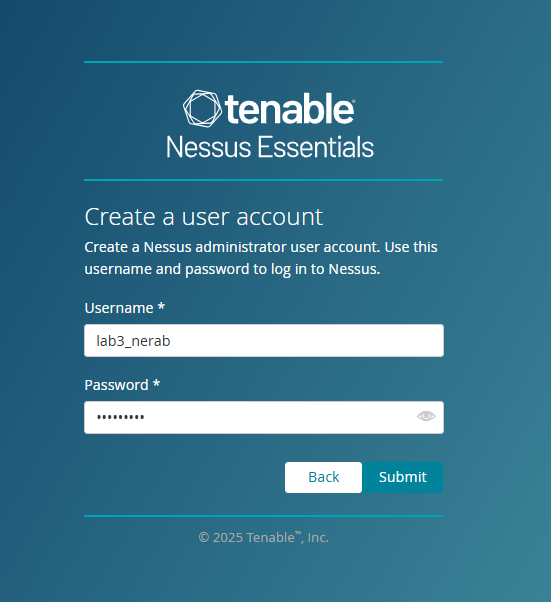 tenable
Nessus Essentials
Create a user account
Create a Nessus administrator user account. Use this
username and password to log in to Nessus.
Username *
lab3_nerab
Password *
•••••••••
Back
Submit
© 2025 Tenable™, Inc.